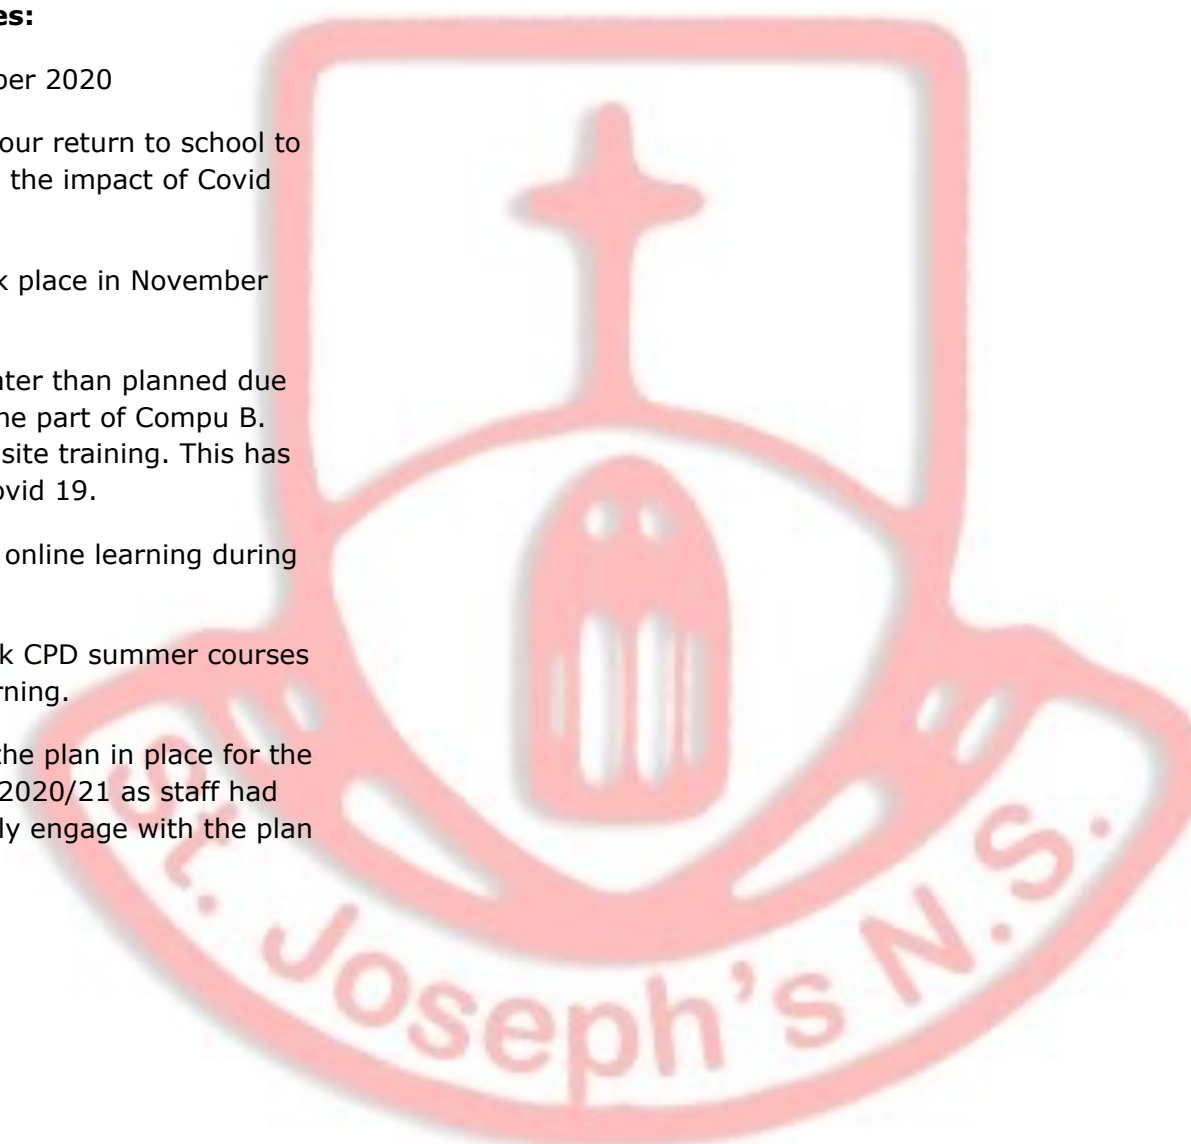 es:
ber 2020
our return to school to
the impact of Covid
k place in November
ater than planned due
he part of Compu B.
site training. This has
ovid 19.
online learning during
k CPD summer courses
rning.
the plan in place for the
2020/21 as staff had
ly engage with the plan
St. Joseph's N.S.